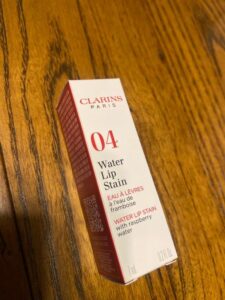 CLARINS
PARIS
04
Water
Lip
Stain
EAU À LÈVRES
à l'eau de
framboise
WATER LIP STAIN
with raspberry
water